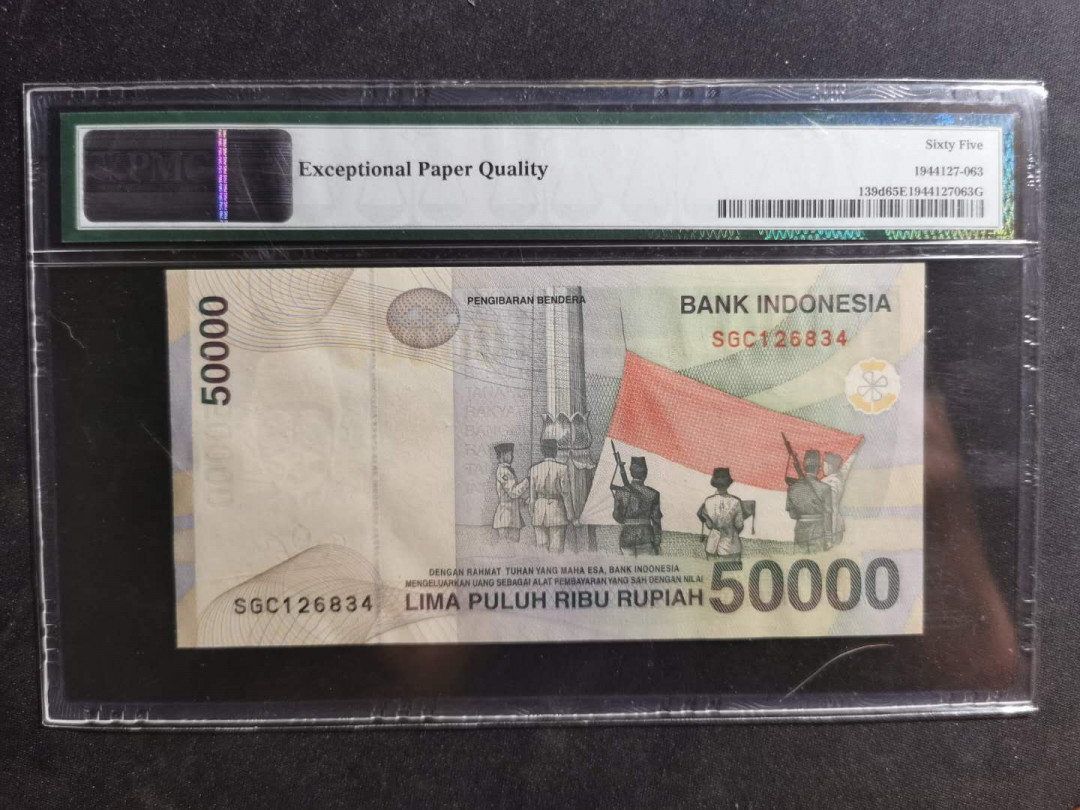 PMG
Exceptional Paper Quality
Sixty Five
1944127-063
139d65E1944127063G
50000
PENGIBARAN BENDERA
BANK INDONESIA
SGC126834
DENGAN RAHMAT TUHAN YANG MAHA ESA, BANK INDONESIA
MENGELUARKAN UANG SEBAGAI ALAT PEMBAYARAN YANG SAH DENGAN NILAI
SGC126834
LIMA PULUH RIBU RUPIAH 50000